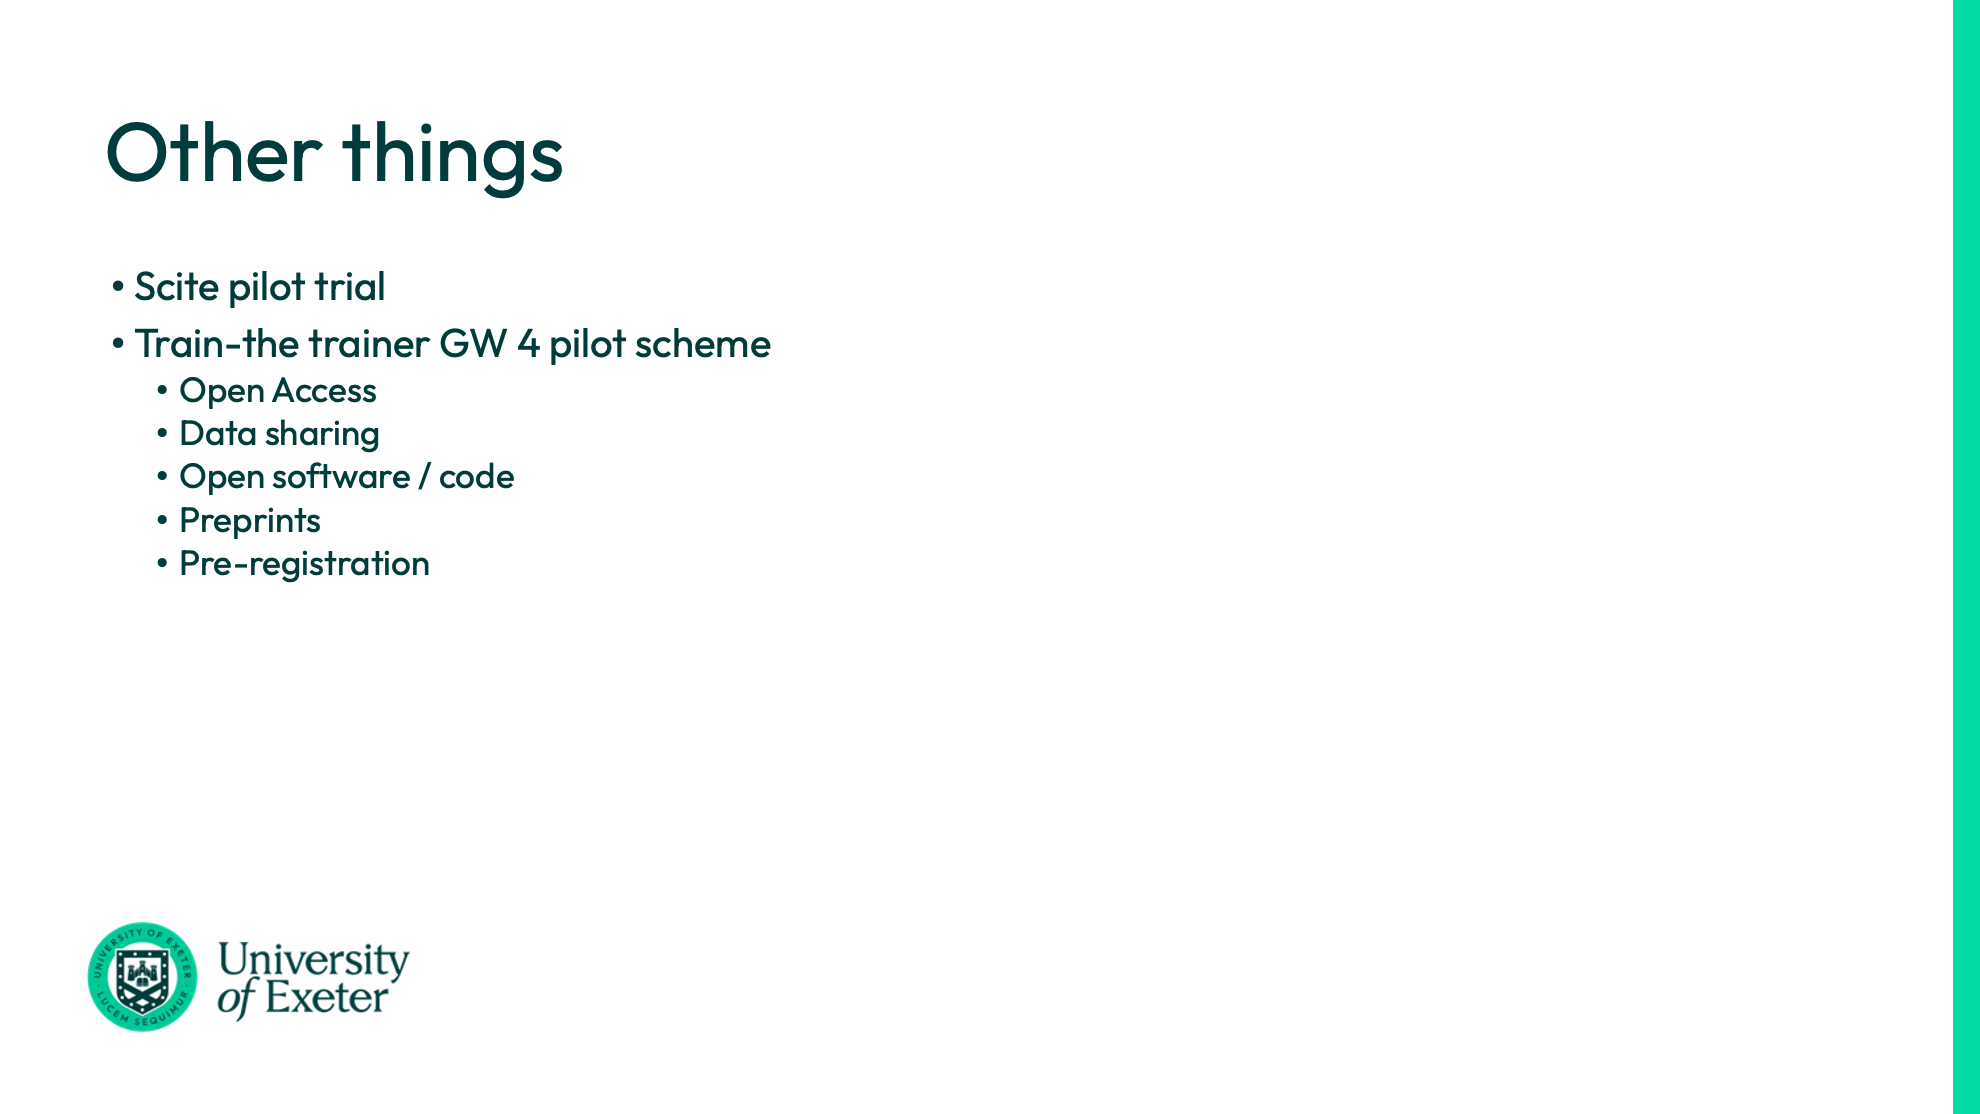 Other things
• Scite pilot trial
• Train-the trainer GW 4 pilot scheme
• Open Access
• Data sharing
• Open software / code
• Preprints
• Pre-registration
UNIVERSITY OF EXETER
LUCEM SEQUIMUR
University
of Exeter